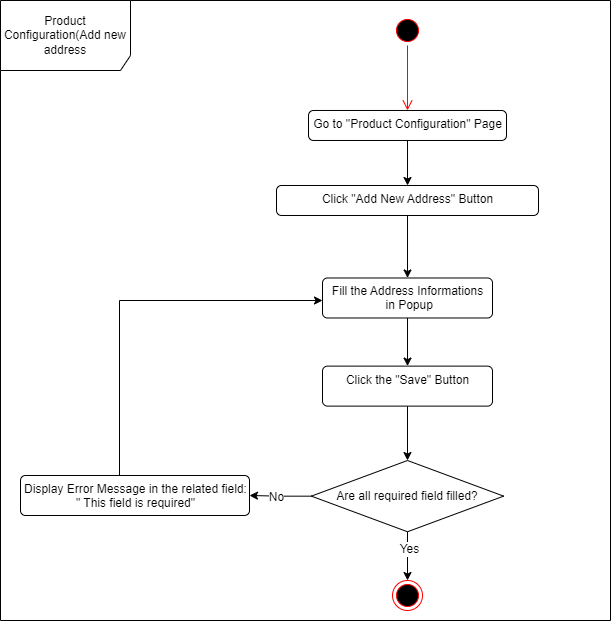 Product
Configuration(Add new
address
Go to "Product Configuration" Page
Click "Add New Address" Button
Fill the Address Informations
in Popup
Click the "Save" Button
Are all required field filled?
No
Display Error Message in the related field:
" This field is required"
Yes